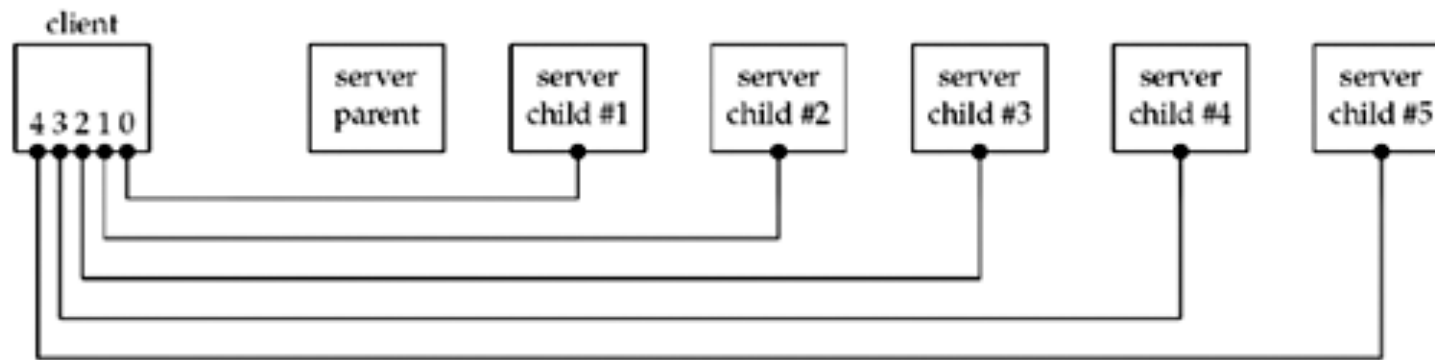 client
4 3 2 1 0
server
parent
server
child #1
server
child #2
server
child #3
server
child #4
server
child #5